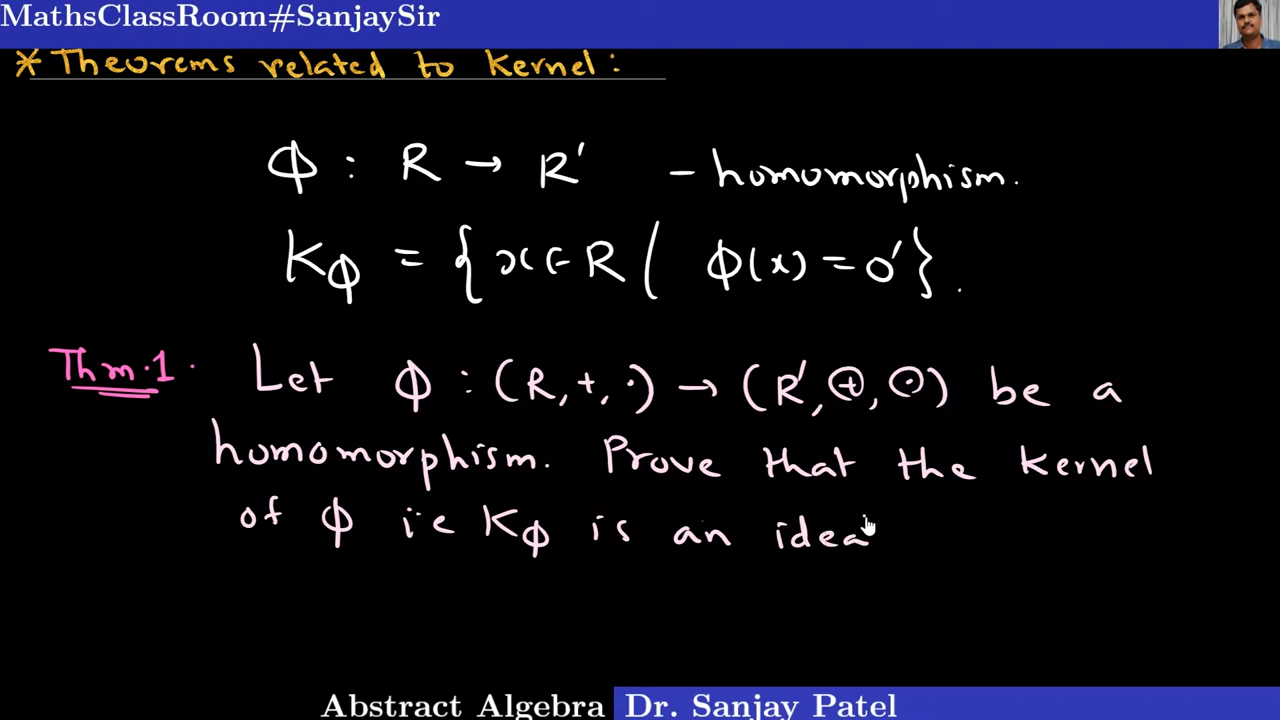 MathsClassRoom#SanjaySir
* Theorems related to Kernel:
Φ : R → R' - homomorphism.
KΦ = {x ∈ R / Φ(x) = 0'}.
Thm.1. Let Φ : (R, +, ·) → (R', ⊕, ⊙) be a
homomorphism. Prove that the kernel
of Φ i.e KΦ is an idea
Abstract Algebra Dr. Sanjay Patel